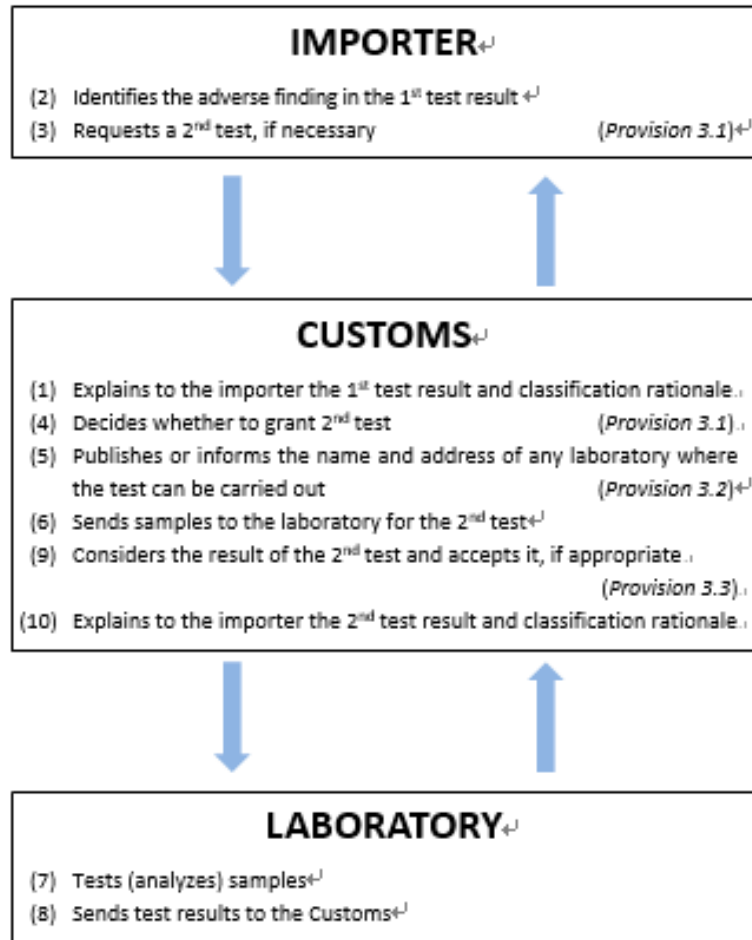 IMPORTER
(2) Identifies the adverse finding in the 1st test result
(3) Requests a 2nd test, if necessary (Provision 3.1)
CUSTOMS
(1) Explains to the importer the 1st test result and classification rationale
(4) Decides whether to grant 2nd test (Provision 3.1)
(5) Publishes or informs the name and address of any laboratory where
the test can be carried out (Provision 3.2)
(6) Sends samples to the laboratory for the 2nd test
(9) Considers the result of the 2nd test and accepts it, if appropriate
(Provision 3.3)
(10) Explains to the importer the 2nd test result and classification rationale
LABORATORY
(7) Tests (analyzes) samples
(8) Sends test results to the Customs